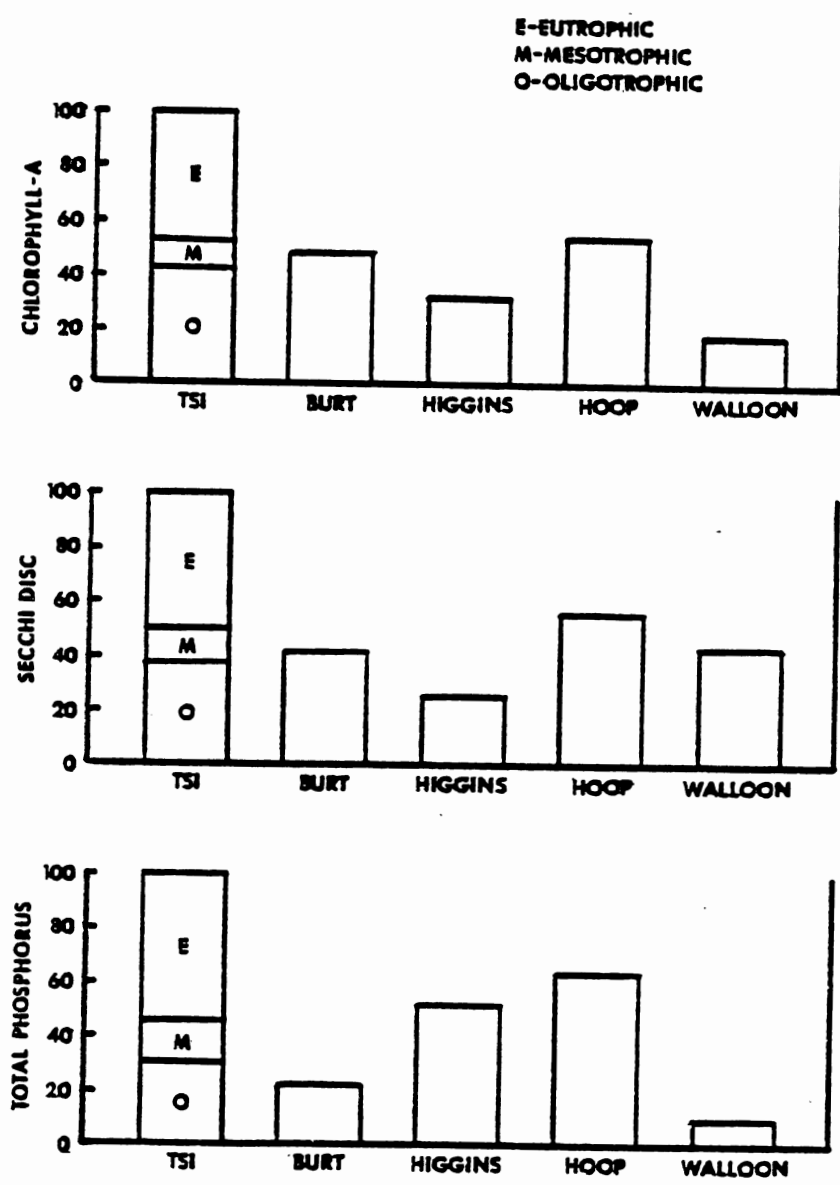 E-EUTROPHIC
M-MESOTROPHIC
O-OLIGOTROPHIC
CHLOROPHYLL-A
100
80
60
40
20
0
E
M
O
TSI BURT HIGGINS HOOP WALLOON
SECCHI DISC
100
80
60
40
20
0
E
M
O
TSI BURT HIGGINS HOOP WALLOON
TOTAL PHOSPHORUS
100
80
60
40
20
0
E
M
O
TSI BURT HIGGINS HOOP WALLOON